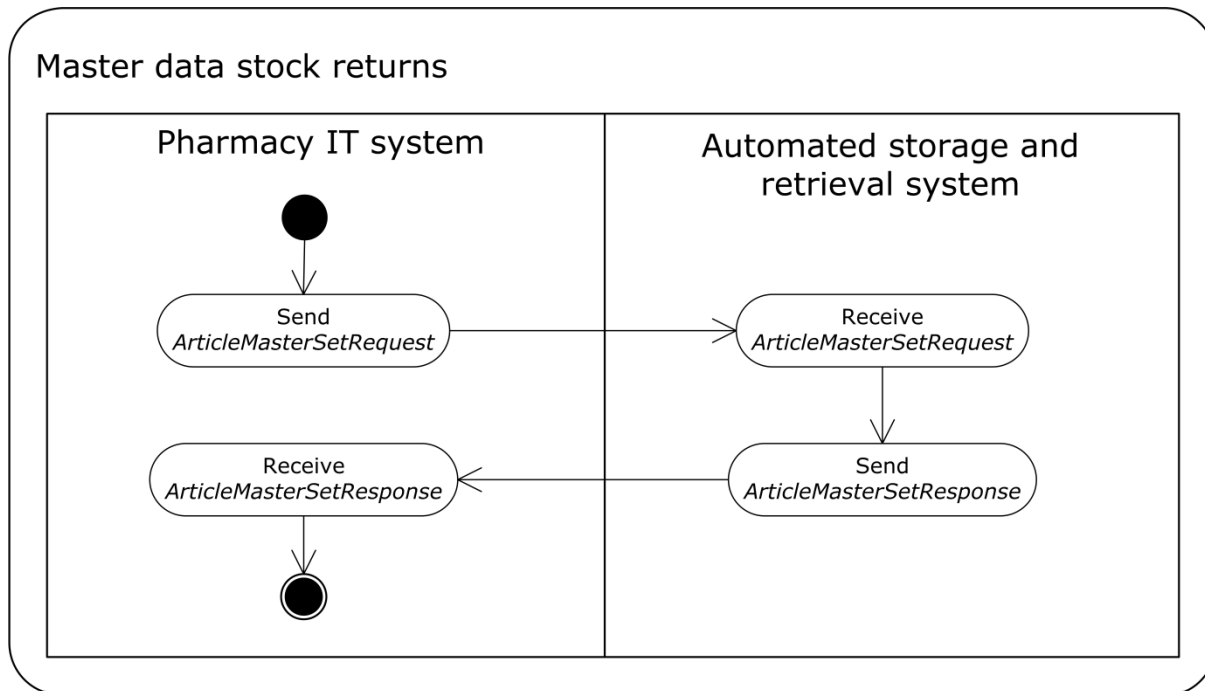 Master data stock returns
Pharmacy IT system
Automated storage and
retrieval system
Send
ArticleMasterSetRequest
Receive
ArticleMasterSetRequest
Receive
ArticleMasterSetResponse
Send
ArticleMasterSetResponse